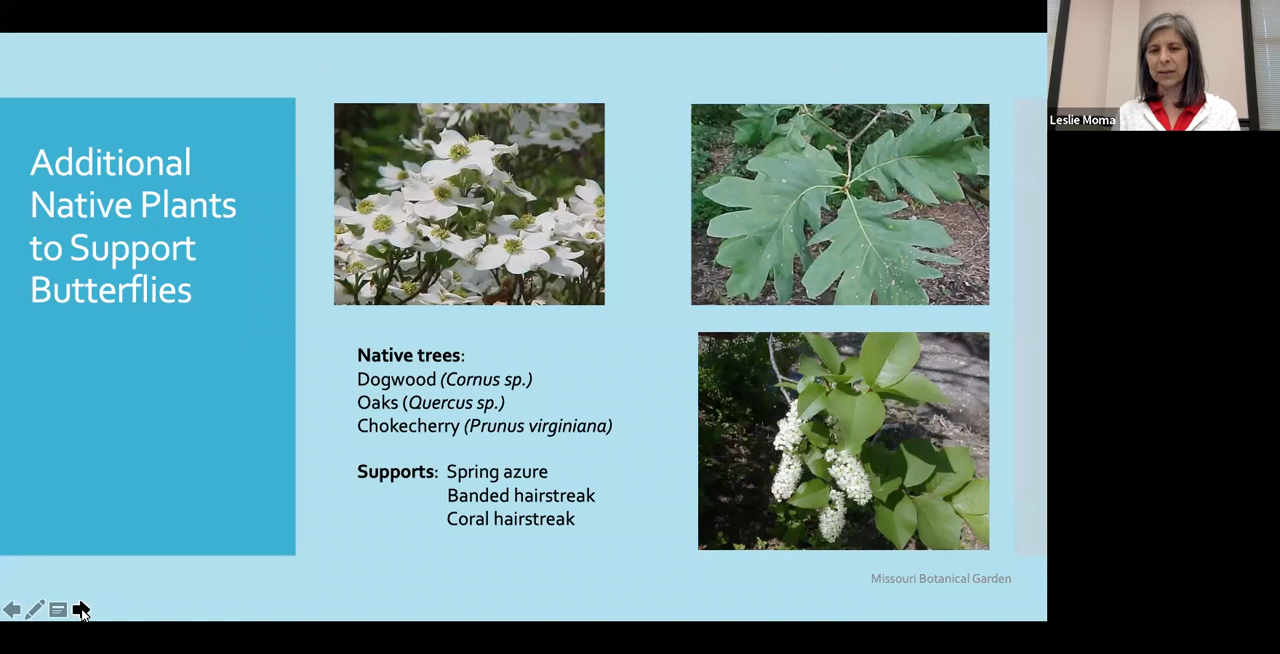 Additional
Native Plants
to Support
Butterflies
Native trees:
Dogwood (Cornus sp.)
Oaks (Quercus sp.)
Chokecherry (Prunus virginiana)
Supports: Spring azure
Banded hairstreak
Coral hairstreak
Missouri Botanical Garden
Leslie Moma